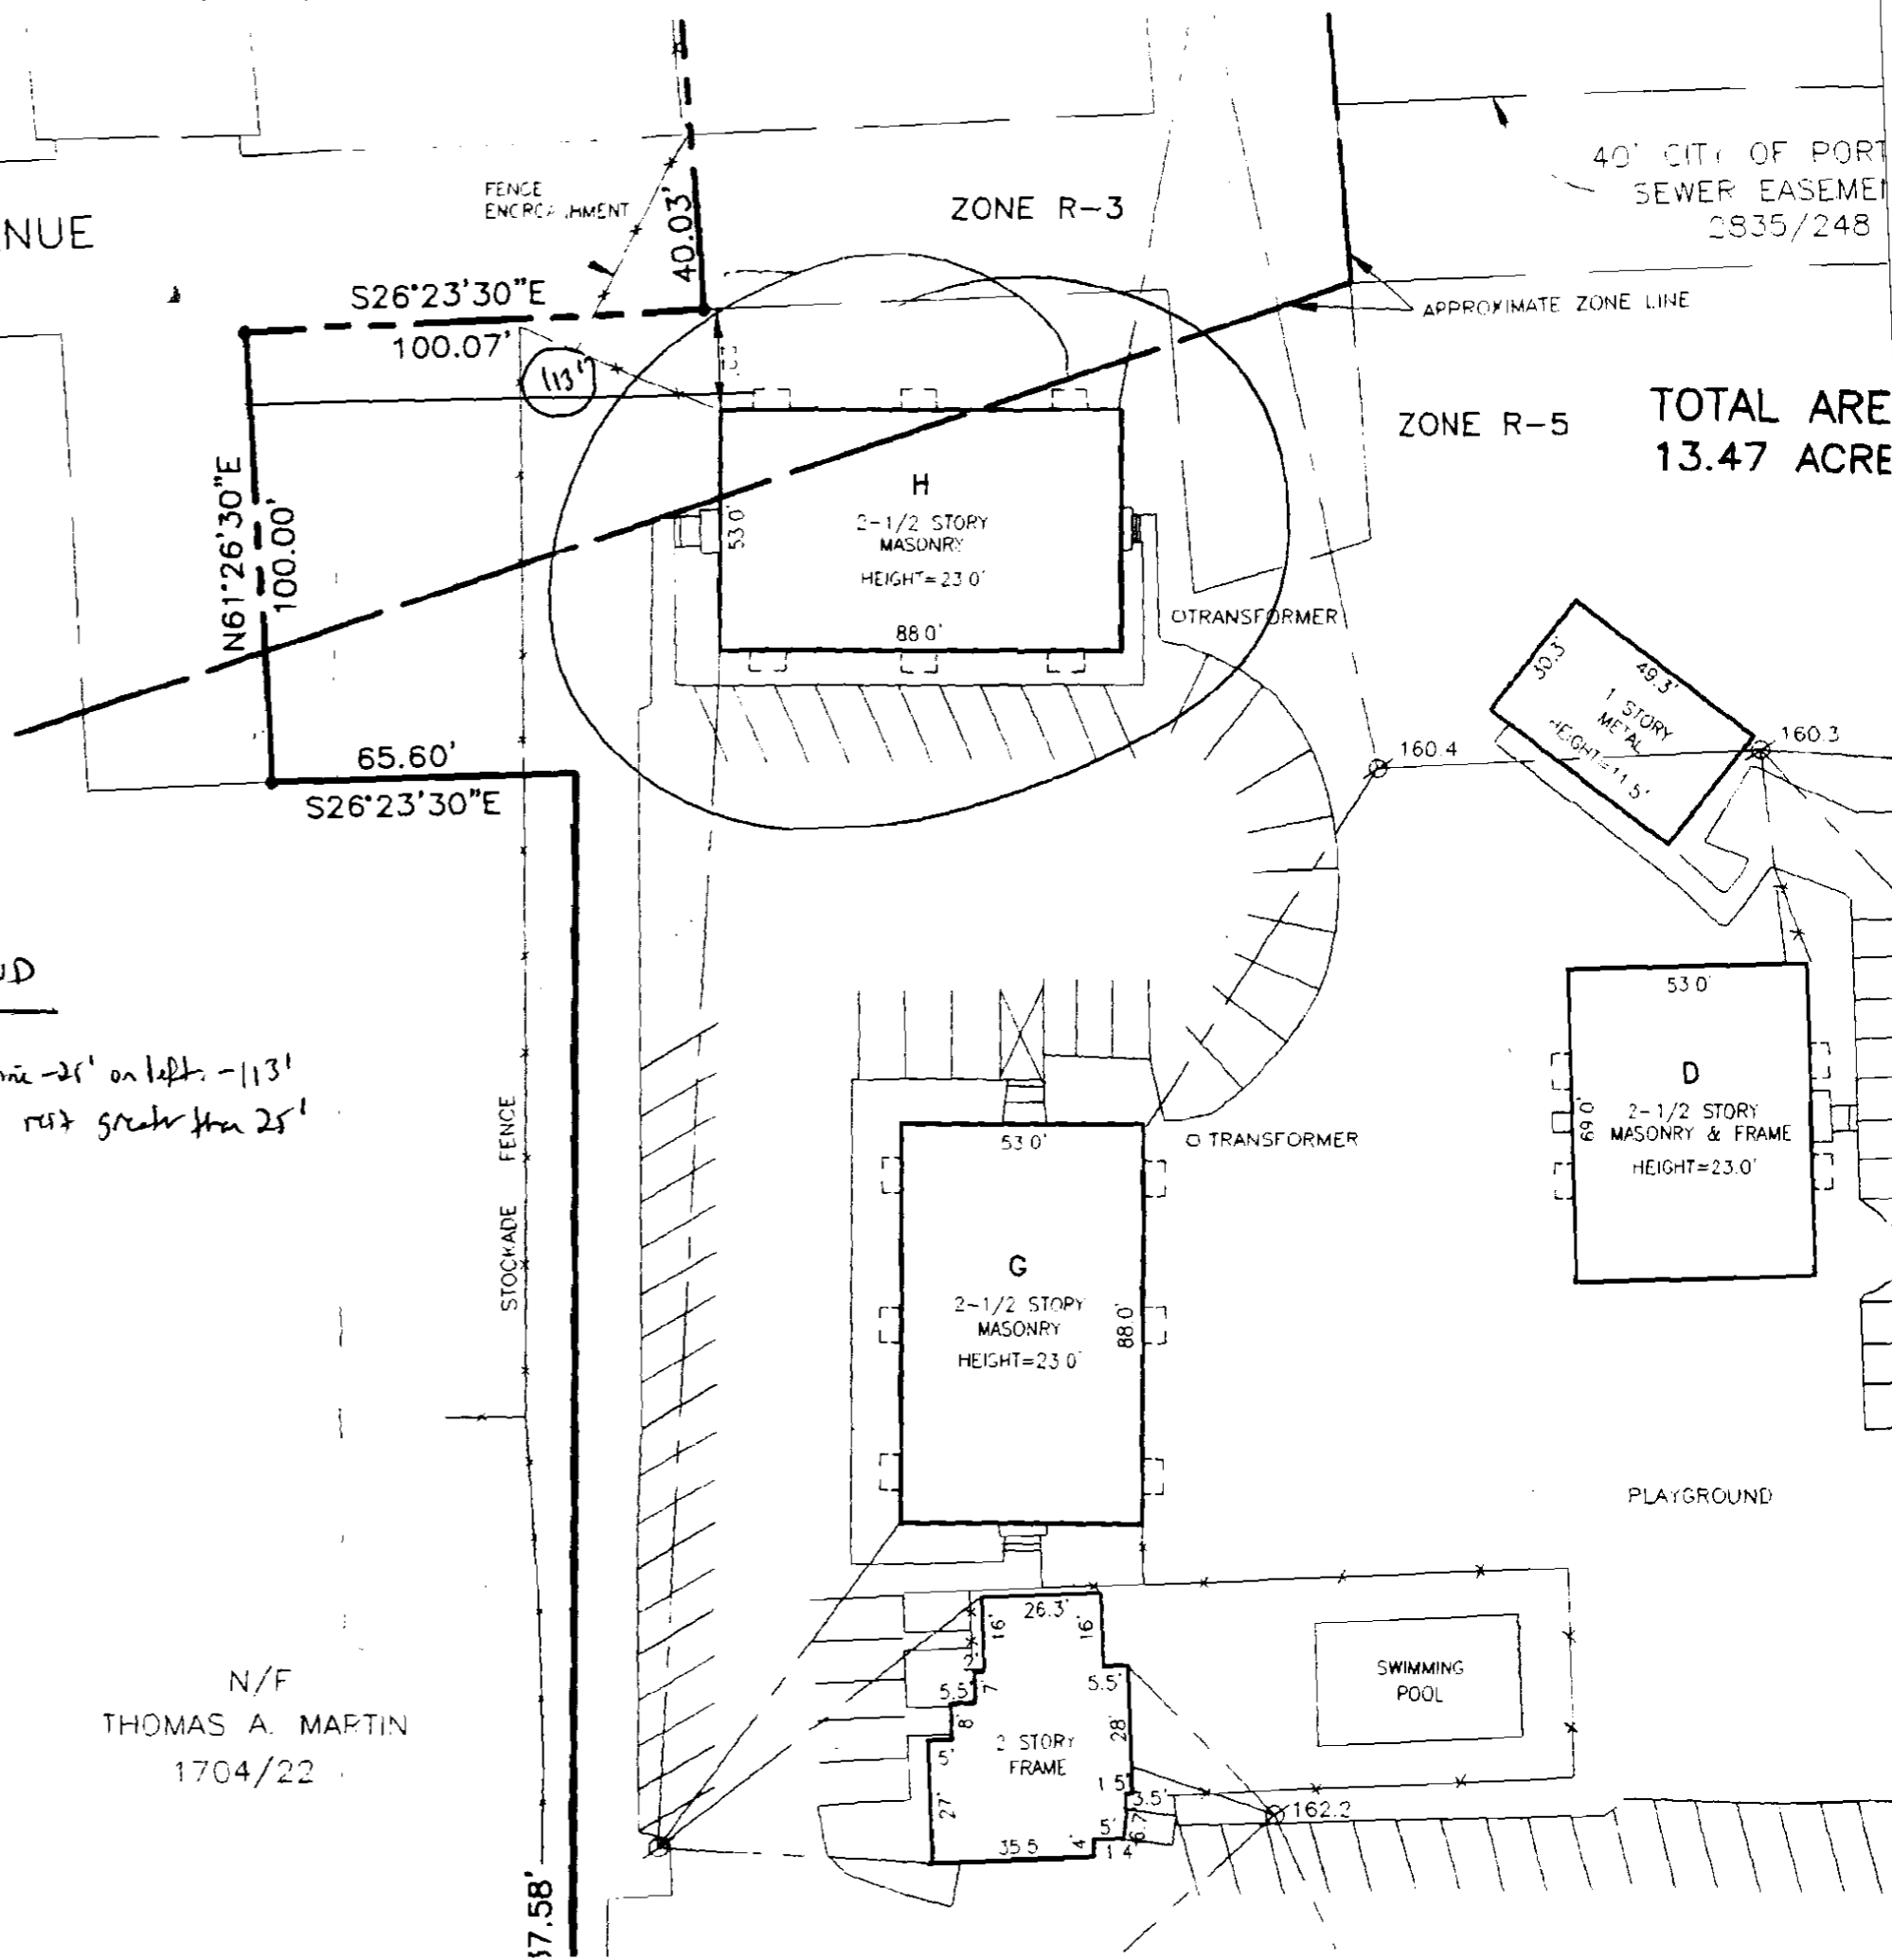 FENCE
NUE
ZONE R-3
40.03'
40' CITY OF PORT
SEWER EASEME
2835/248
S26°23'30"E
100.07'
113'
APPROXIMATE ZONE LINE
ZONE R-5
TOTAL ARE
13.47 ACRE
N61°26'30"E
100.00'
H
2-1/2 STORY
MASONRY
HEIGHT=23.0'
53.0'
88.0'
TRANSFORMER
30.3'
49.3'
1 STORY
METAL
HEIGHT=11.5'
160.4
160.3
65.60'
S26°23'30"E
UD
-25' on left. -113'
rest greater than 25'
STOCKADE FENCE
53.0'
TRANSFORMER
G
2-1/2 STORY
MASONRY
HEIGHT=23.0'
88.0'
53.0'
D
2-1/2 STORY
MASONRY & FRAME
HEIGHT=23.0'
69.0'
PLAYGROUND
26.3'
16'
16'
2'
7'
5.5'
5.5'
8'
5'
28'
2 STORY
FRAME
27'
1.5'
3.5'
6.7'
5'
4'
1.4
35.5
SWIMMING
POOL
162.2
N/F
THOMAS A. MARTIN
1704/22
37.58'